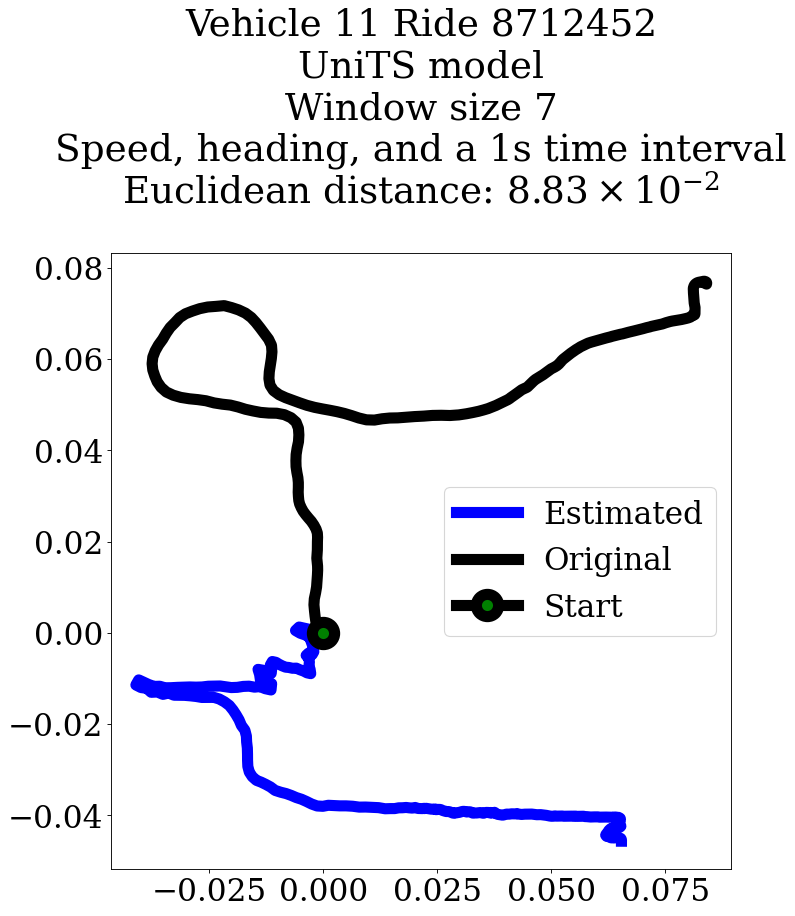 Vehicle 11 Ride 8712452
UniTS model
Window size 7
Speed, heading, and a 1s time interval
Euclidean distance: 8.83 × 10⁻²
0.08
0.06
0.04
0.02
0.00
−0.02
−0.04
Estimated
Original
Start
−0.025 0.000 0.025 0.050 0.075